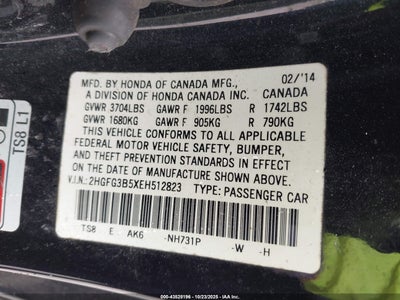 MFD. BY HONDA OF CANADA MFG., 02/'14
A DIVISION OF HONDA CANADA INC. CANADA
GVWR 3704LBS GAWR F 1996LBS R 1742LBS
GVWR 1680KG GAWR F 905KG R 790KG
THIS VEHICLE CONFORMS TO ALL APPLICABLE
FEDERAL MOTOR VEHICLE SAFETY, BUMPER,
AND THEFT PREVENTION STANDARDS IN EFFECT
ON THE DATE OF MANUFACTURE SHOWN ABOVE.
V.I.N.: 2HGFG3B5XEH512823 TYPE: PASSENGER CAR
TS8 E AK6 -NH731P -W -H
TS8 L1
000-43529196 - 10/23/2025 - IAAI.COM